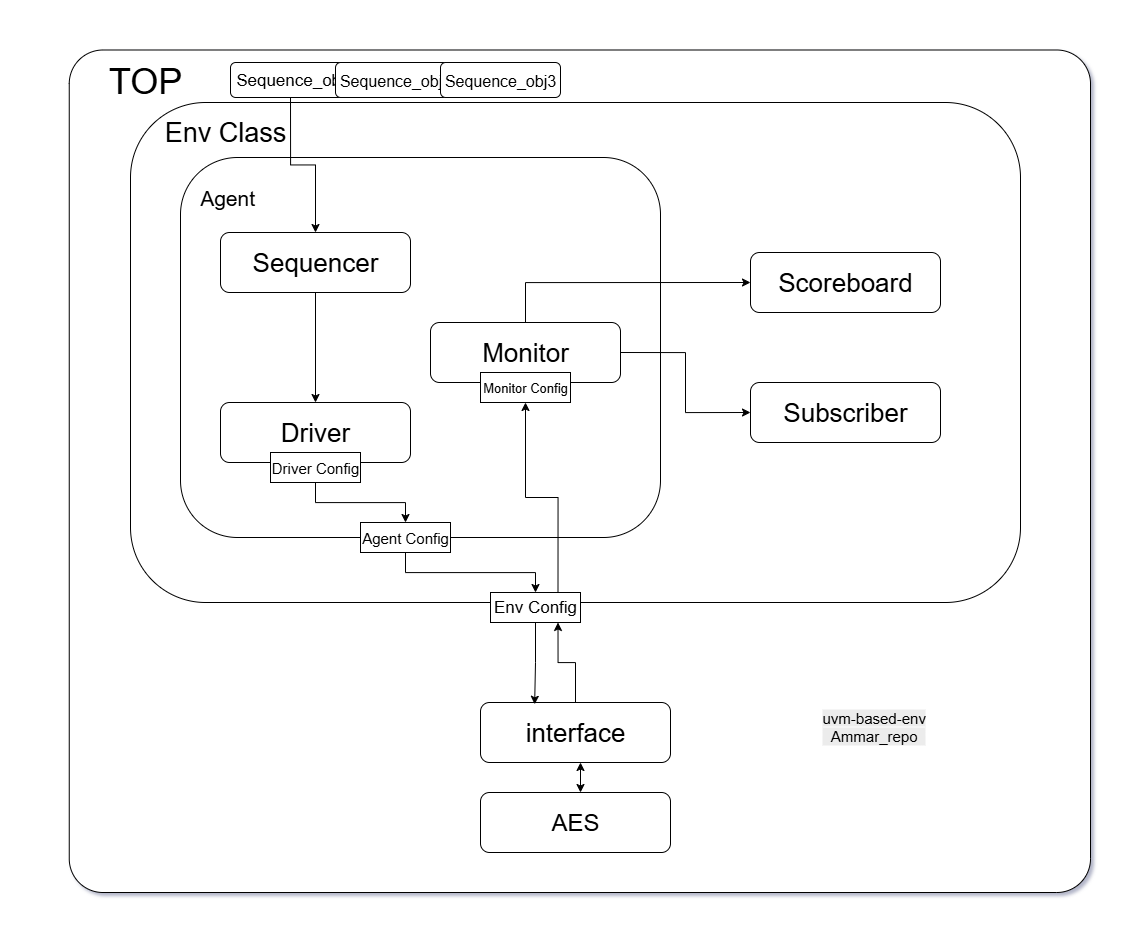 TOP
Sequence_ob
Sequence_ob
Sequence_obj3
Env Class
Agent
Sequencer
Scoreboard
Monitor
Monitor Config
Subscriber
Driver
Driver Config
Agent Config
Env Config
interface
uvm-based-env
Ammar_repo
AES